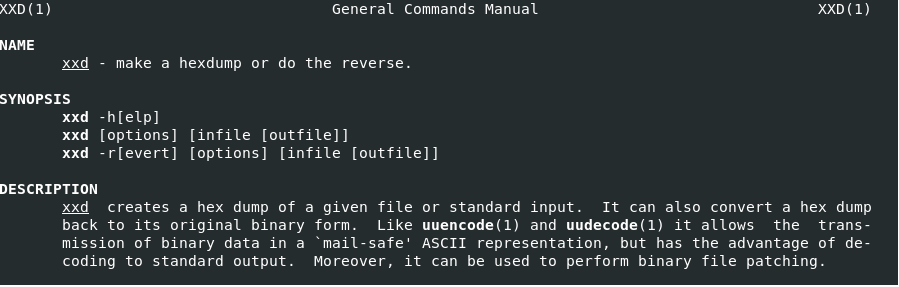 XXD(1)                               General Commands Manual                               XXD(1)
NAME
       xxd - make a hexdump or do the reverse.
SYNOPSIS
       xxd -h[elp]
       xxd [options] [infile [outfile]]
       xxd -r[evert] [options] [infile [outfile]]
DESCRIPTION
       xxd  creates a hex dump of a given file or standard input.  It can also convert a hex dump
       back to its original binary form.  Like uuencode(1) and uudecode(1) it allows  the  trans-
       mission of binary data in a `mail-safe' ASCII representation, but has the advantage of de-
       coding to standard output.  Moreover, it can be used to perform binary file patching.